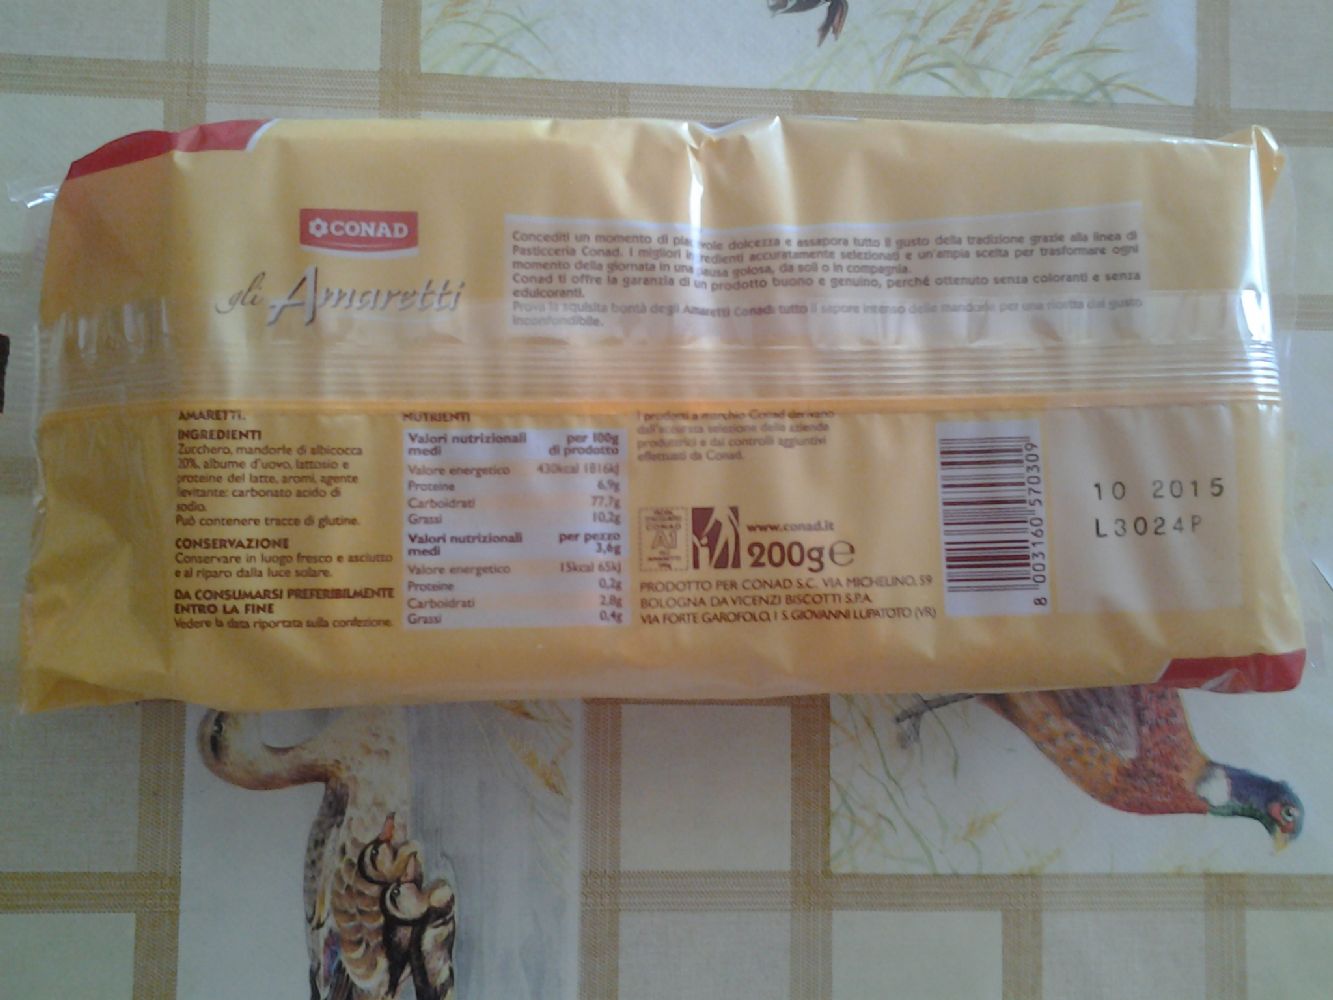 CONAD
gli Amaretti
Concediti un momento di piacevole dolcezza e assapora tutto il gusto della tradizione grazie alla linea di
Pasticceria Conad. I migliori ingredienti accuratamente selezionati e un'ampia scelta per trasformare ogni
momento della giornata in una pausa golosa, da soli o in compagnia.
Conad ti offre la garanzia di un prodotto buono e genuino, perché ottenuto senza coloranti e senza
edulcoranti.
Prova la squisita bontà degli Amaretti Conad: tutto il sapore intenso delle mandorle per una ricetta dal gusto
inconfondibile.
AMARETTI.
INGREDIENTI
Zucchero, mandorle di albicocca
20%, albume d'uovo, lattosio e
proteine del latte, aromi, agente
levitante: carbonato acido di
sodio.
Può contenere tracce di glutine.
CONSERVAZIONE
Conservare in luogo fresco e asciutto
e al riparo dalla luce solare.
DA CONSUMARSI PREFERIBILMENTE
ENTRO LA FINE
Vedere la data riportata sulla confezione.
NUTRIENTI
Valori nutrizionali per 100g
medi di prodotto
Valore energetico 430kcal 1816kJ
Proteine 6,9g
Carboidrati 77,7g
Grassi 10,2g
Valori nutrizionali per pezzo
medi 3,6g
Valore energetico 15kcal 65kJ
Proteine 0,2g
Carboidrati 2,8g
Grassi 0,4g
I prodotti a marchio Conad derivano
dall'accurata selezione delle aziende
produttrici e dai controlli aggiuntivi
effettuati da Conad.
CONAD
AI
www.conad.it
200g e
PRODOTTO PER CONAD S.C. VIA MICHELINO, 59
BOLOGNA DA VICENZI BISCOTTI S.P.A.
VIA FORTE GAROFOLO, 1 S. GIOVANNI LUPATOTO (VR)
8 003160 570309
10 2015
L3024P